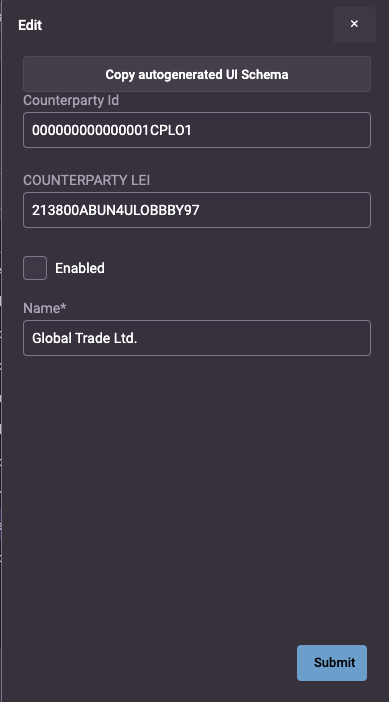 Edit
×
Copy autogenerated UI Schema
Counterparty Id
000000000000001CPLO1
COUNTERPARTY LEI
213800ABUN4ULOBBBY97
Enabled
Name*
Global Trade Ltd.
Submit